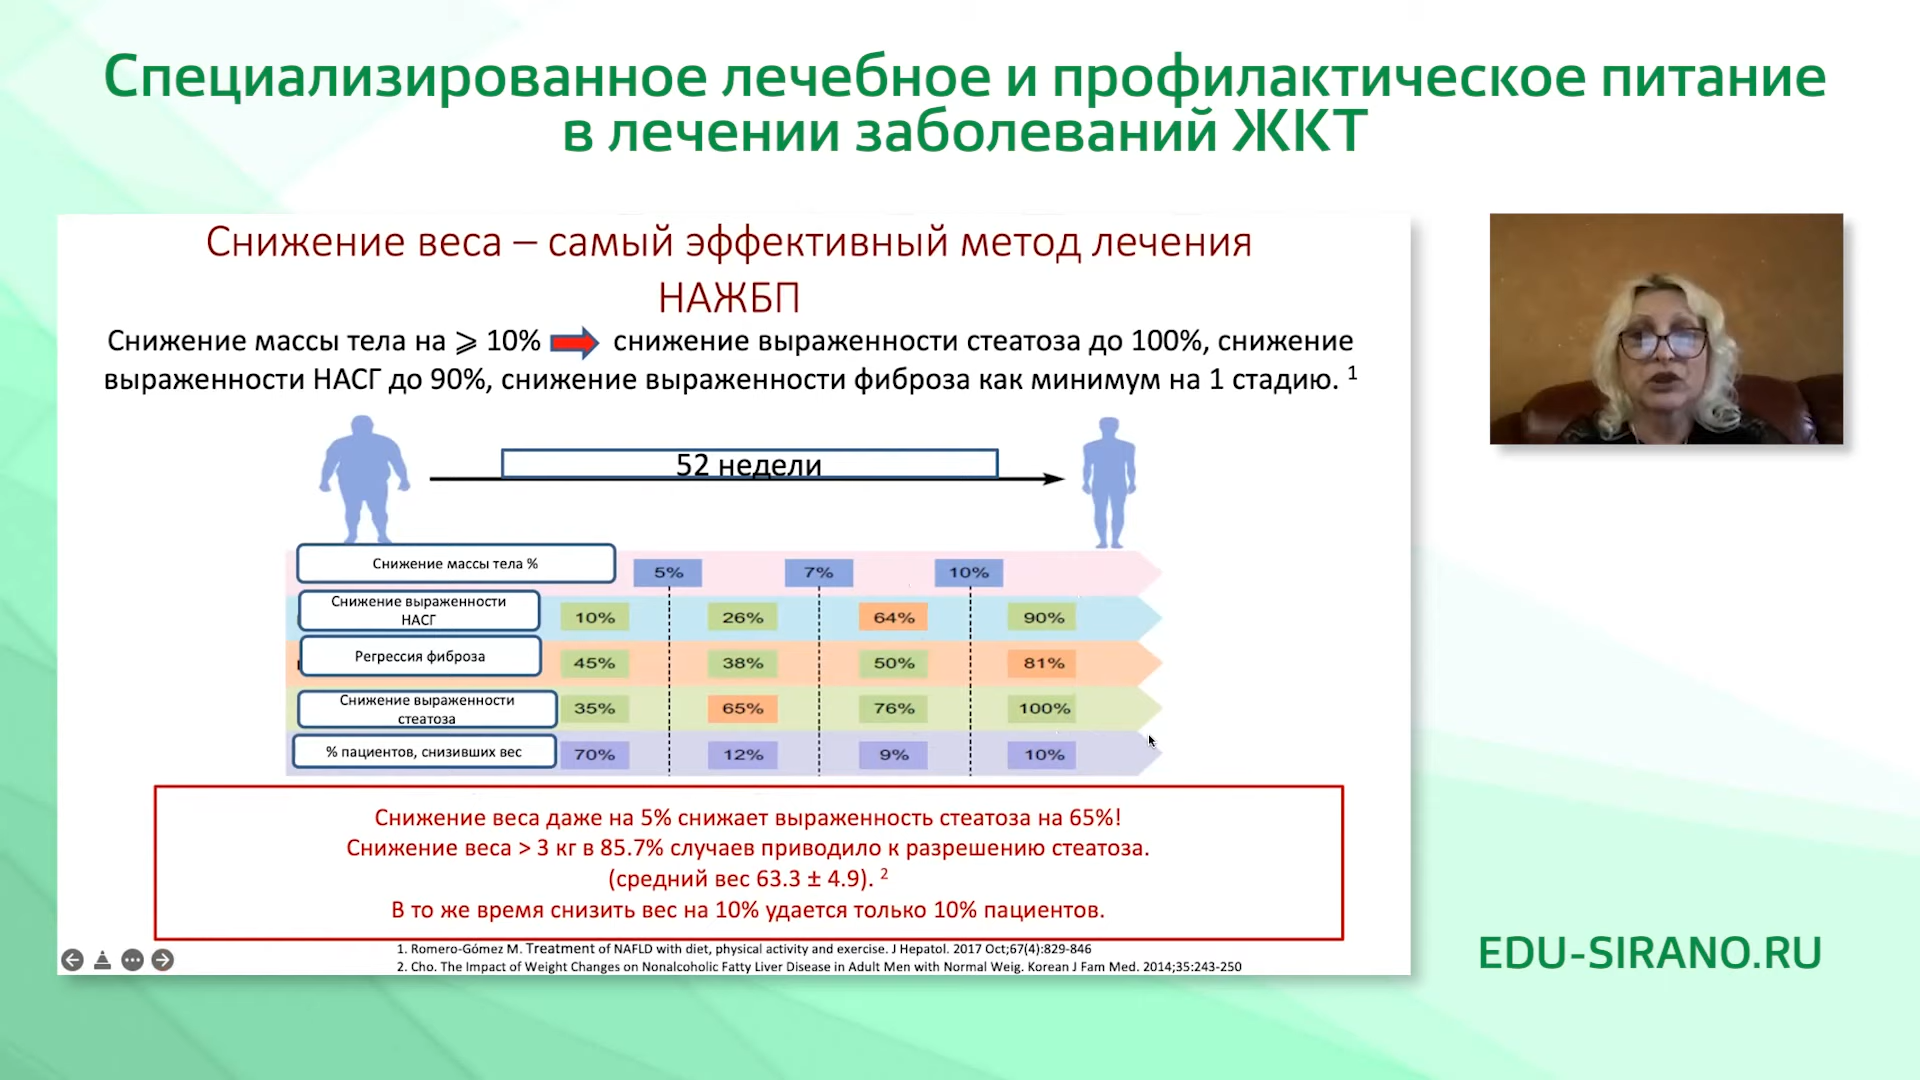 Специализированное лечебное и профилактическое питание
в лечении заболеваний ЖКТ
Снижение веса – самый эффективный метод лечения
НАЖБП
Снижение массы тела на ⩾ 10% снижение выраженности стеатоза до 100%, снижение
выраженности НАСГ до 90%, снижение выраженности фиброза как минимум на 1 стадию. 1
52 недели
Снижение массы тела %
5% 7% 10%
Снижение выраженности
НАСГ
10% 26% 64% 90%
Регрессия фиброза
45% 38% 50% 81%
Снижение выраженности
стеатоза
35% 65% 76% 100%
% пациентов, снизивших вес
70% 12% 9% 10%
Снижение веса даже на 5% снижает выраженность стеатоза на 65%!
Снижение веса > 3 кг в 85.7% случаев приводило к разрешению стеатоза.
(средний вес 63.3 ± 4.9). 2
В то же время снизить вес на 10% удается только 10% пациентов.
1. Romero-Gómez M. Treatment of NAFLD with diet, physical activity and exercise. J Hepatol. 2017 Oct;67(4):829-846
2. Cho. The Impact of Weight Changes on Nonalcoholic Fatty Liver Disease in Adult Men with Normal Weig. Korean J Fam Med. 2014;35:243-250
EDU-SIRANO.RU